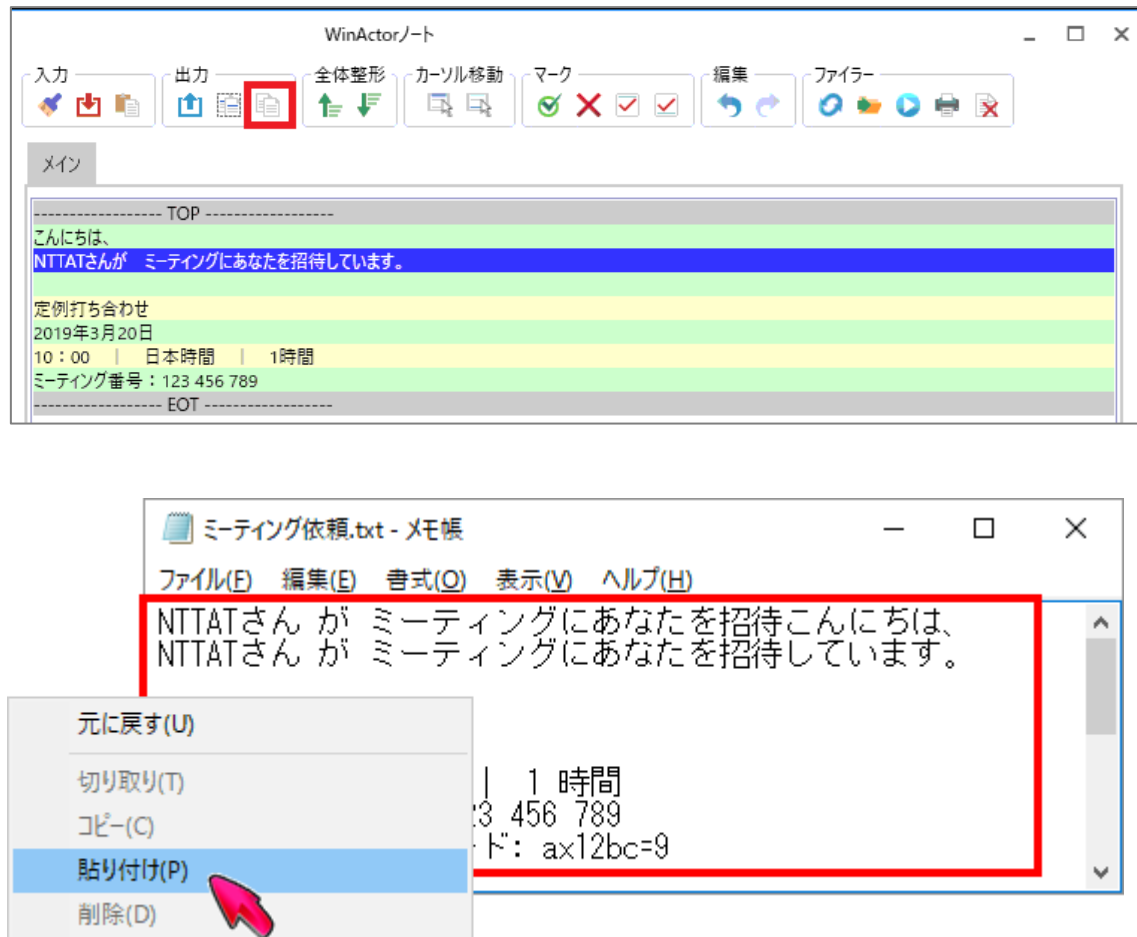 WinActorノート
入力 出力 全体整形 カーソル移動 マーク 編集 ファイラー
メイン
------------------ TOP ------------------
こんにちは、
NTTATさんが　ミーティングにあなたを招待しています。
定例打ち合わせ
2019年3月20日
10：00　｜　日本時間　｜　1時間
ミーティング番号：123 456 789
------------------ EOT ------------------
ミーティング依頼.txt - メモ帳
ファイル(F) 編集(E) 書式(O) 表示(V) ヘルプ(H)
NTTATさん が ミーティングにあなたを招待こんにちは、
NTTATさん が ミーティングにあなたを招待しています。
| 1 時間
3 456 789
ド: ax12bc=9
元に戻す(U)
切り取り(T)
コピー(C)
貼り付け(P)
削除(D)